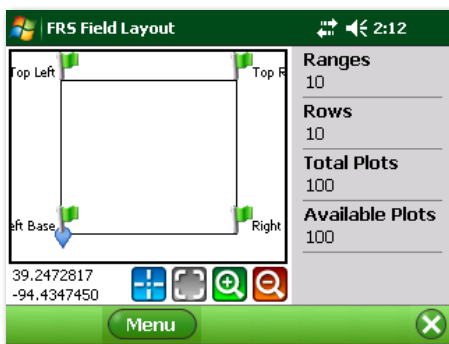 FRS Field Layout
2:12
Top Left
Top R
eft Base
Right
39.2472817
-94.4347450
Ranges
10
Rows
10
Total Plots
100
Available Plots
100
Menu